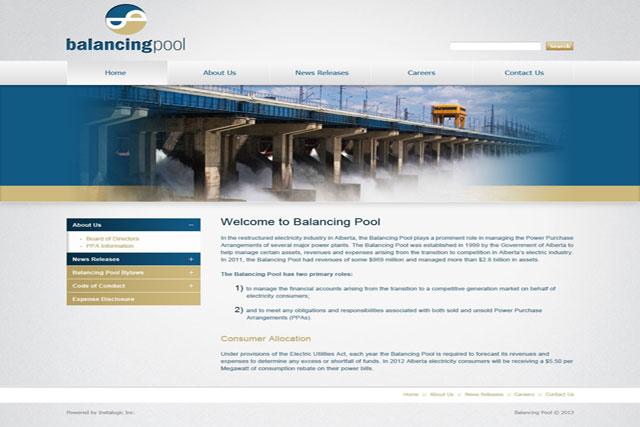 balancingpool
Search
Home
About Us
News Releases
Careers
Contact Us
About Us
Board of Directors
PPA Information
News Releases
Balancing Pool Bylaws
Code of Conduct
Expense Disclosure
Welcome to Balancing Pool
In the restructured electricity industry in Alberta, the Balancing Pool plays a prominent role in managing the Power Purchase
Arrangements of several major power plants. The Balancing Pool was established in 1999 by the Government of Alberta to
help manage certain assets, revenues and expenses arising from the transition to competition in Alberta's electric industry.
In 2011, the Balancing Pool had revenues of some $969 million and managed more than $2.8 billion in assets.
The Balancing Pool has two primary roles:
1) to manage the financial accounts arising from the transition to a competitive generation market on behalf of
electricity consumers;
2) and to meet any obligations and responsibilities associated with both sold and unsold Power Purchase
Arrangements (PPAs).
Consumer Allocation
Under provisions of the Electric Utilities Act, each year the Balancing Pool is required to forecast its revenues and
expenses to determine any excess or shortfall of funds. In 2012 Alberta electricity consumers will be receiving a $5.50 per
Megawatt of consumption rebate on their power bills.
Home :: About Us :: News Releases :: Careers :: Contact Us
Powered by Instalogic Inc.
Balancing Pool © 2013